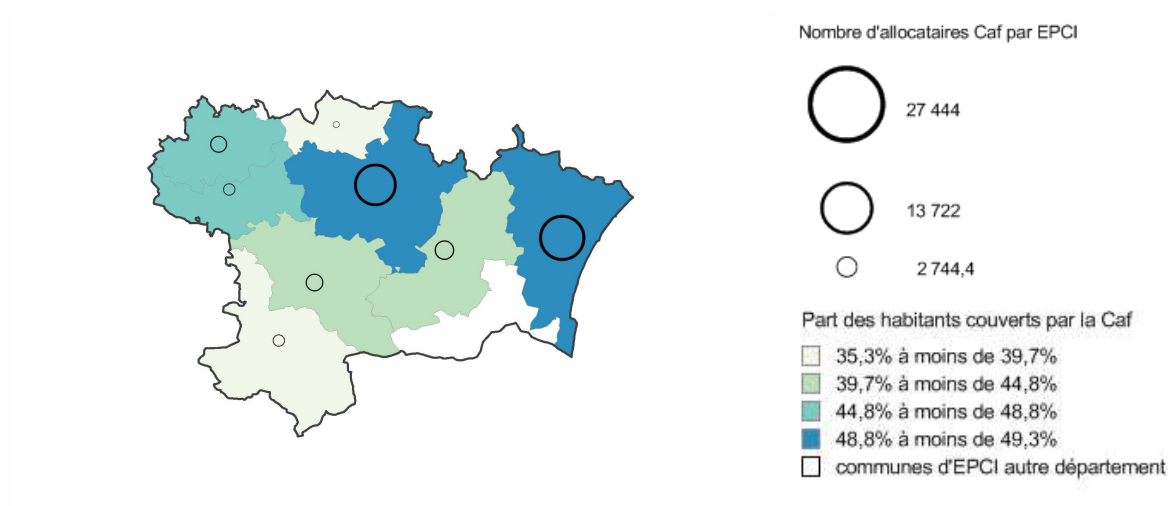 Nombre d'allocataires Caf par EPCI
27 444
13 722
2 744,4
Part des habitants couverts par la Caf
35,3% à moins de 39,7%
39,7% à moins de 44,8%
44,8% à moins de 48,8%
48,8% à moins de 49,3%
communes d'EPCI autre département